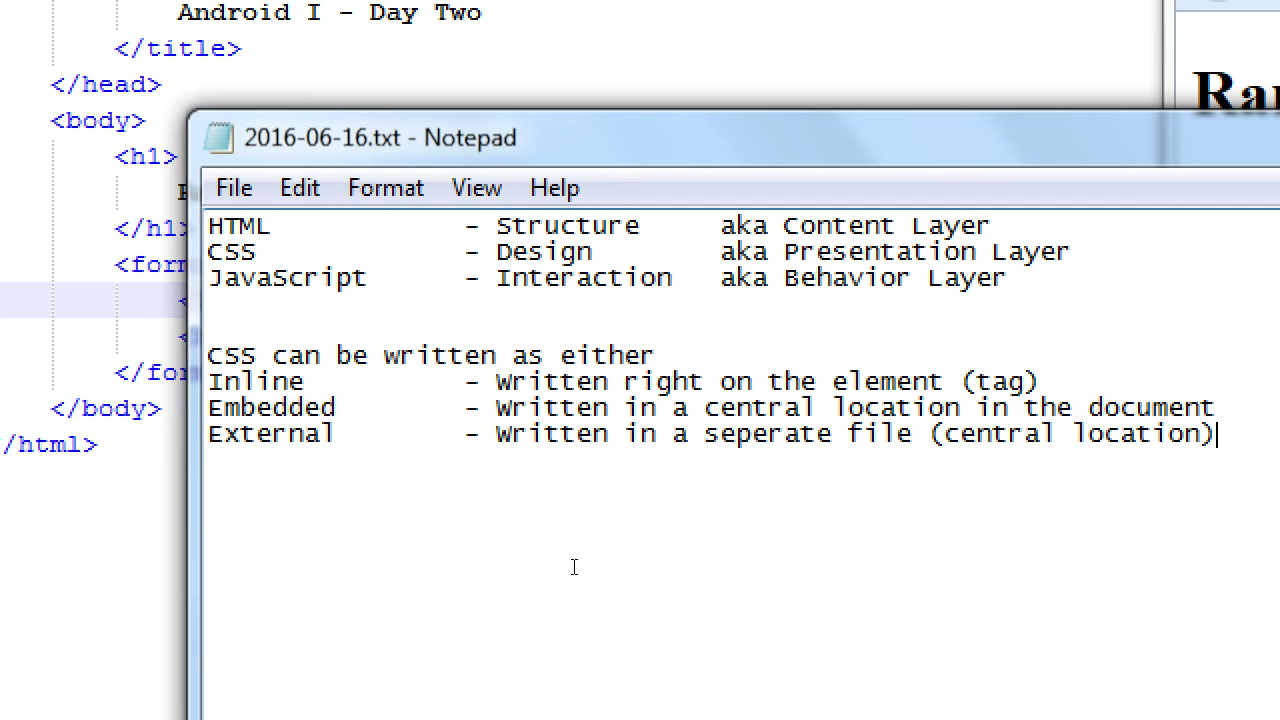 Android I - Day Two
</title>
</head>
<body>
<h1>
</h1>
</body>
/html>
Ra
2016-06-16.txt - Notepad
File Edit Format View Help
HTML - Structure aka Content Layer
CSS - Design aka Presentation Layer
JavaScript - Interaction aka Behavior Layer
CSS can be written as either
Inline - Written right on the element (tag)
Embedded - Written in a central location in the document
External - Written in a seperate file (central location)